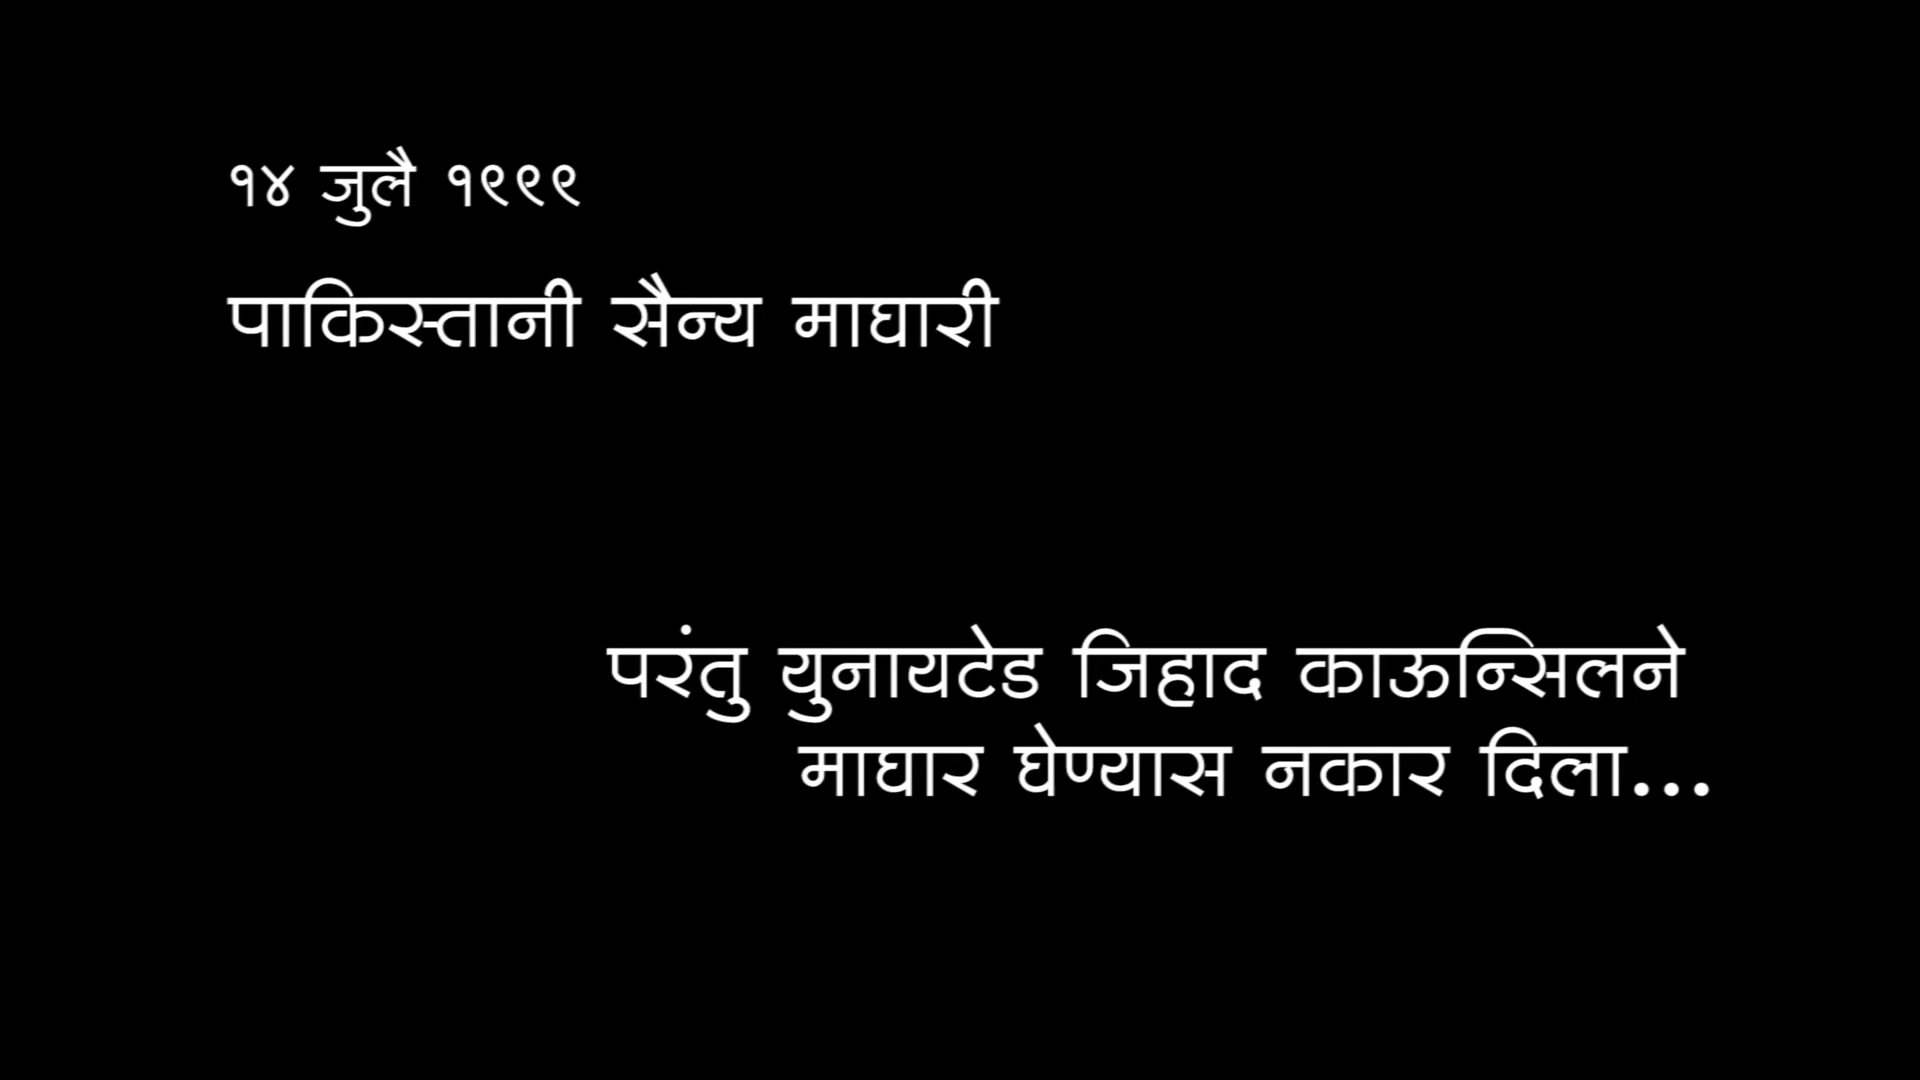 १४ जुलै १९९९
पाकिस्तानी सैन्य माघारी
परंतु युनायटेड जिहाद काऊन्सिलने
माघार घेण्यास नकार दिला...